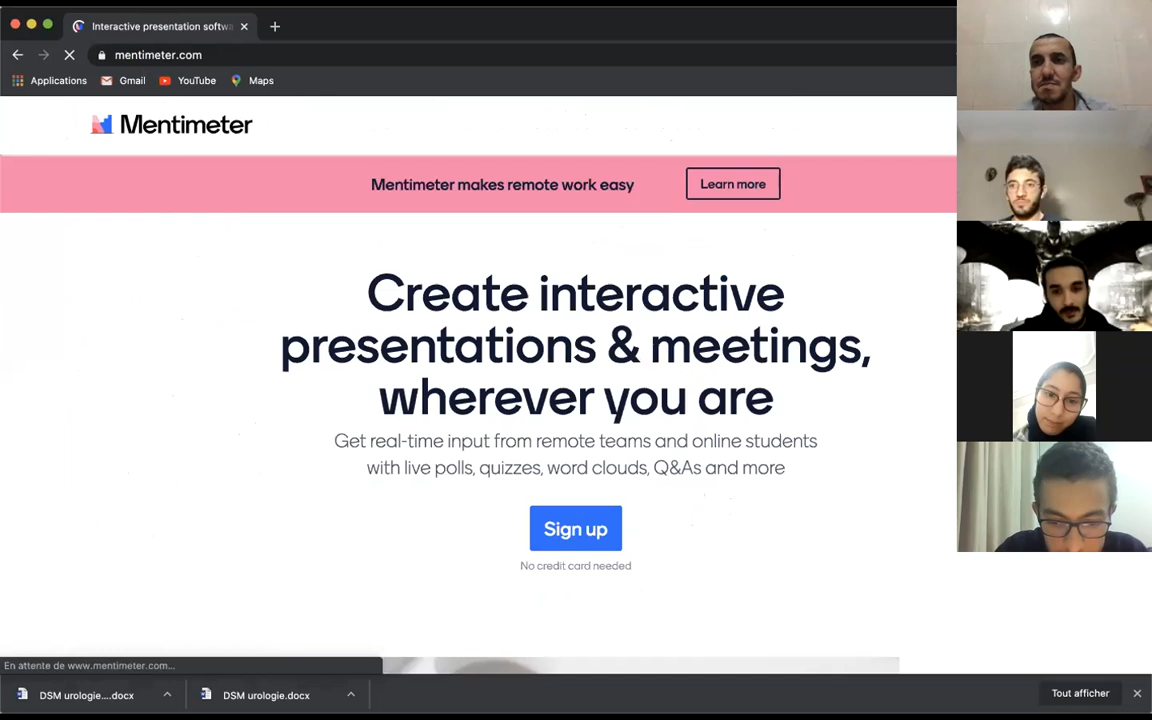 Interactive presentation softwa
mentimeter.com
Applications Gmail YouTube Maps
Mentimeter
Mentimeter makes remote work easy Learn more
Create interactive
presentations & meetings,
wherever you are
Get real-time input from remote teams and online students
with live polls, quizzes, word clouds, Q&As and more
Sign up
No credit card needed
En attente de www.mentimeter.com...
DSM urologie....docx DSM urologie.docx Tout afficher